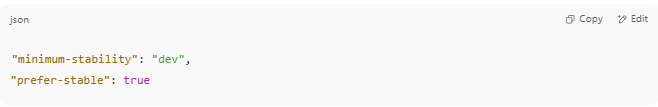 json
Copy Edit
"minimum-stability": "dev",
"prefer-stable": true